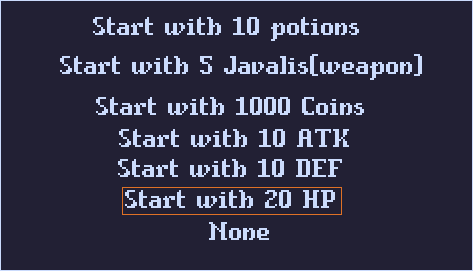 Start with 10 potions
Start with 5 Javalis(weapon)
Start with 1000 Coins
Start with 10 ATK
Start with 10 DEF
Start with 20 HP
None